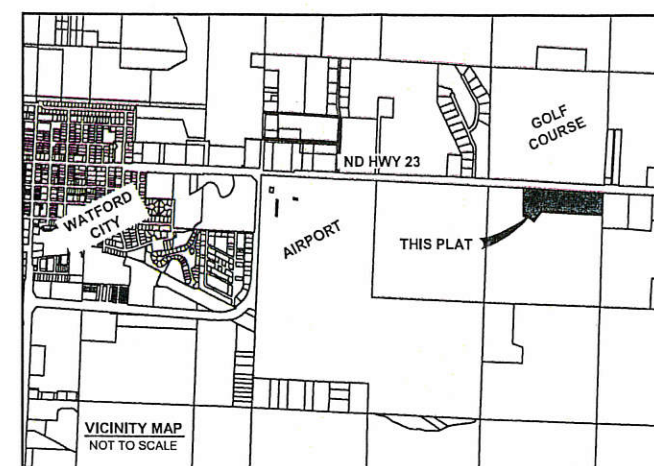 GOLF
COURSE
ND HWY 23
WATFORD
CITY
AIRPORT
THIS PLAT
VICINITY MAP
NOT TO SCALE